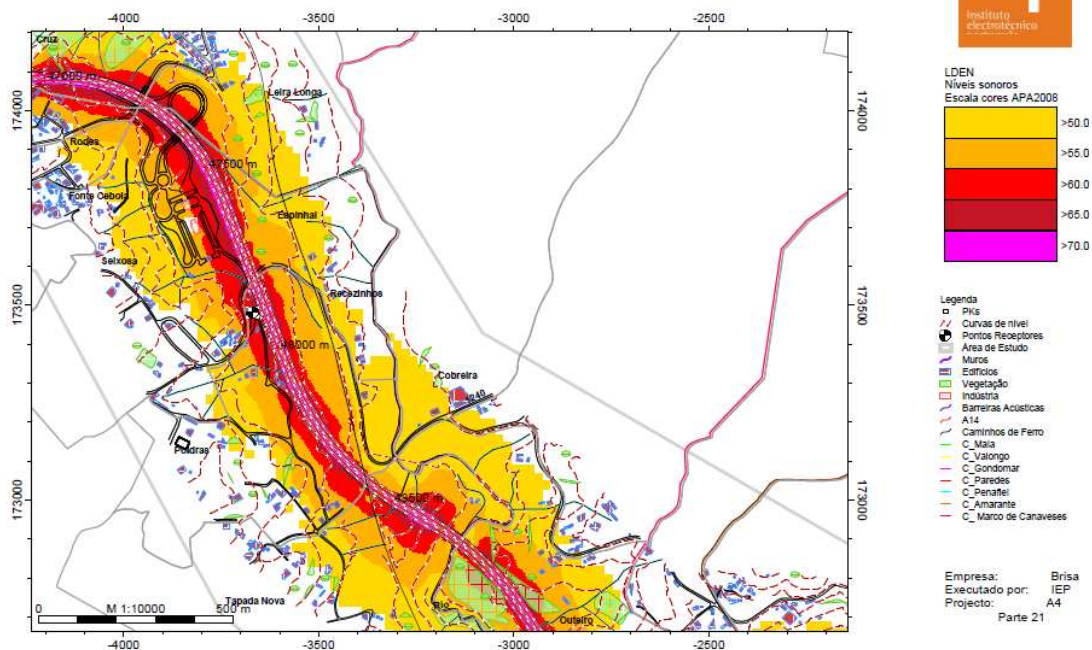 instituto
electrotécnico
LDEN
Níveis sonoros
Escala cores APA2008
>50.0
>55.0
>60.0
>65.0
>70.0
Legenda
PKs
Curvas de nível
Pontos Receptores
Área de Estudo
Muros
Edifícios
Vegetação
Indústria
Barreiras Acústicas
A14
Caminhos de Ferro
C_Maia
C_Valongo
C_Gondomar
C_Paredes
C_Penafiel
C_Amarante
C_ Marco de Canaveses
Empresa: Brisa
Executado por: IEP
Projecto: A4
Parte 21
-4000 -3500 -3000 -2500
174000 174000
173500 173500
173000 173000
-4000 -3500 -3000 -2500
Cruz
Leira Longa
Rodes
47500 m
Fonte Cebola
Espinhal
Seixosa
Recezinhos
48000 m
Cobreira
Puldras
Tapada Nova
Rio
Outeiro
0 M 1:10000 500 m